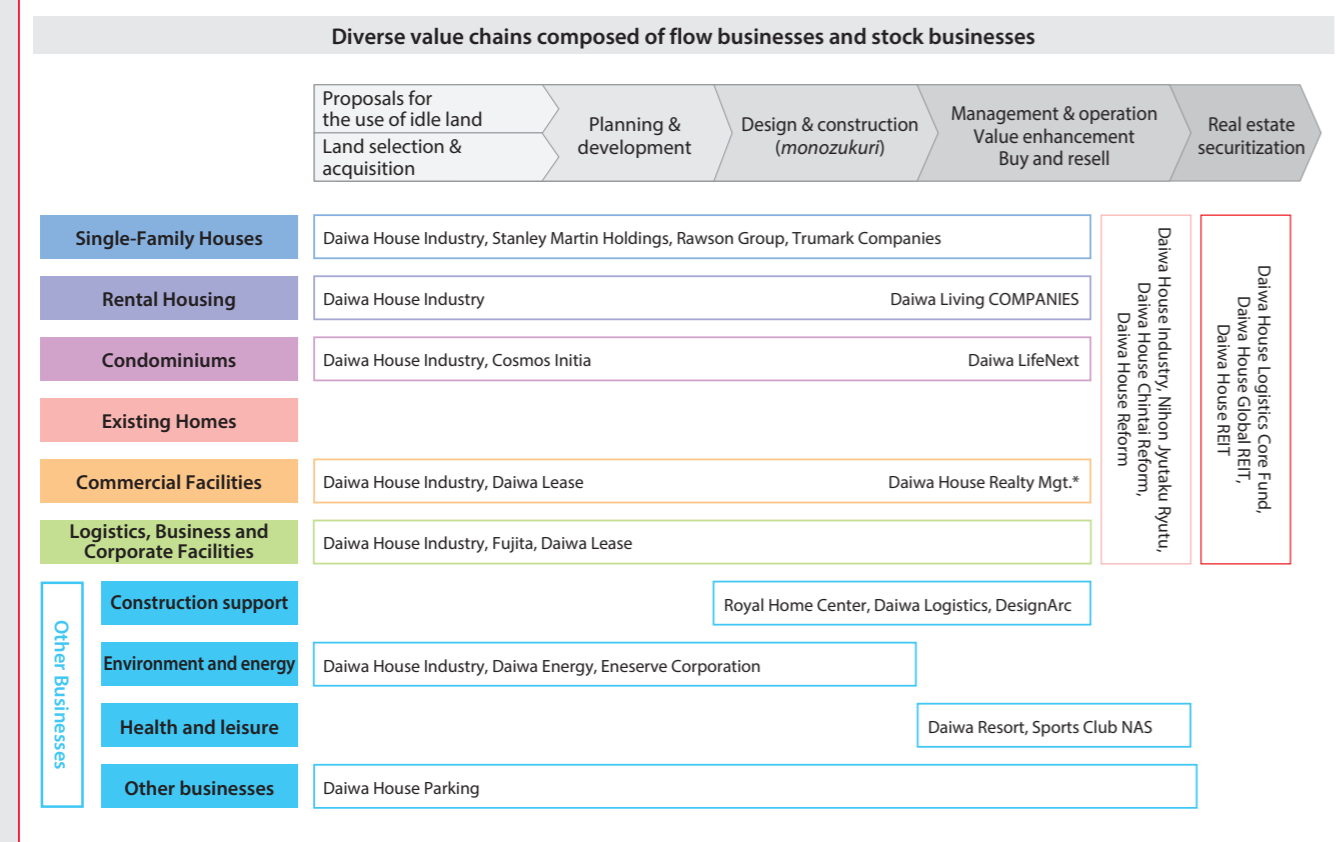 Diverse value chains composed of flow businesses and stock businesses
Proposals for
the use of idle land
Land selection &
acquisition
Planning &
development
Design & construction
(monozukuri)
Management & operation
Value enhancement
Buy and resell
Real estate
securitization
Single-Family Houses
Daiwa House Industry, Stanley Martin Holdings, Rawson Group, Trumark Companies
Rental Housing
Daiwa House Industry
Daiwa Living COMPANIES
Condominiums
Daiwa House Industry, Cosmos Initia
Daiwa LifeNext
Existing Homes
Commercial Facilities
Daiwa House Industry, Daiwa Lease
Daiwa House Realty Mgt.*
Logistics, Business and
Corporate Facilities
Daiwa House Industry, Fujita, Daiwa Lease
Daiwa House Industry, Nihon Jyutaku Ryutu,
Daiwa House Chintai Reform,
Daiwa House Reform
Daiwa House Logistics Core Fund,
Daiwa House Global REIT,
Daiwa House REIT
Other Businesses
Construction support
Royal Home Center, Daiwa Logistics, DesignArc
Environment and energy
Daiwa House Industry, Daiwa Energy, Eneserve Corporation
Health and leisure
Daiwa Resort, Sports Club NAS
Other businesses
Daiwa House Parking